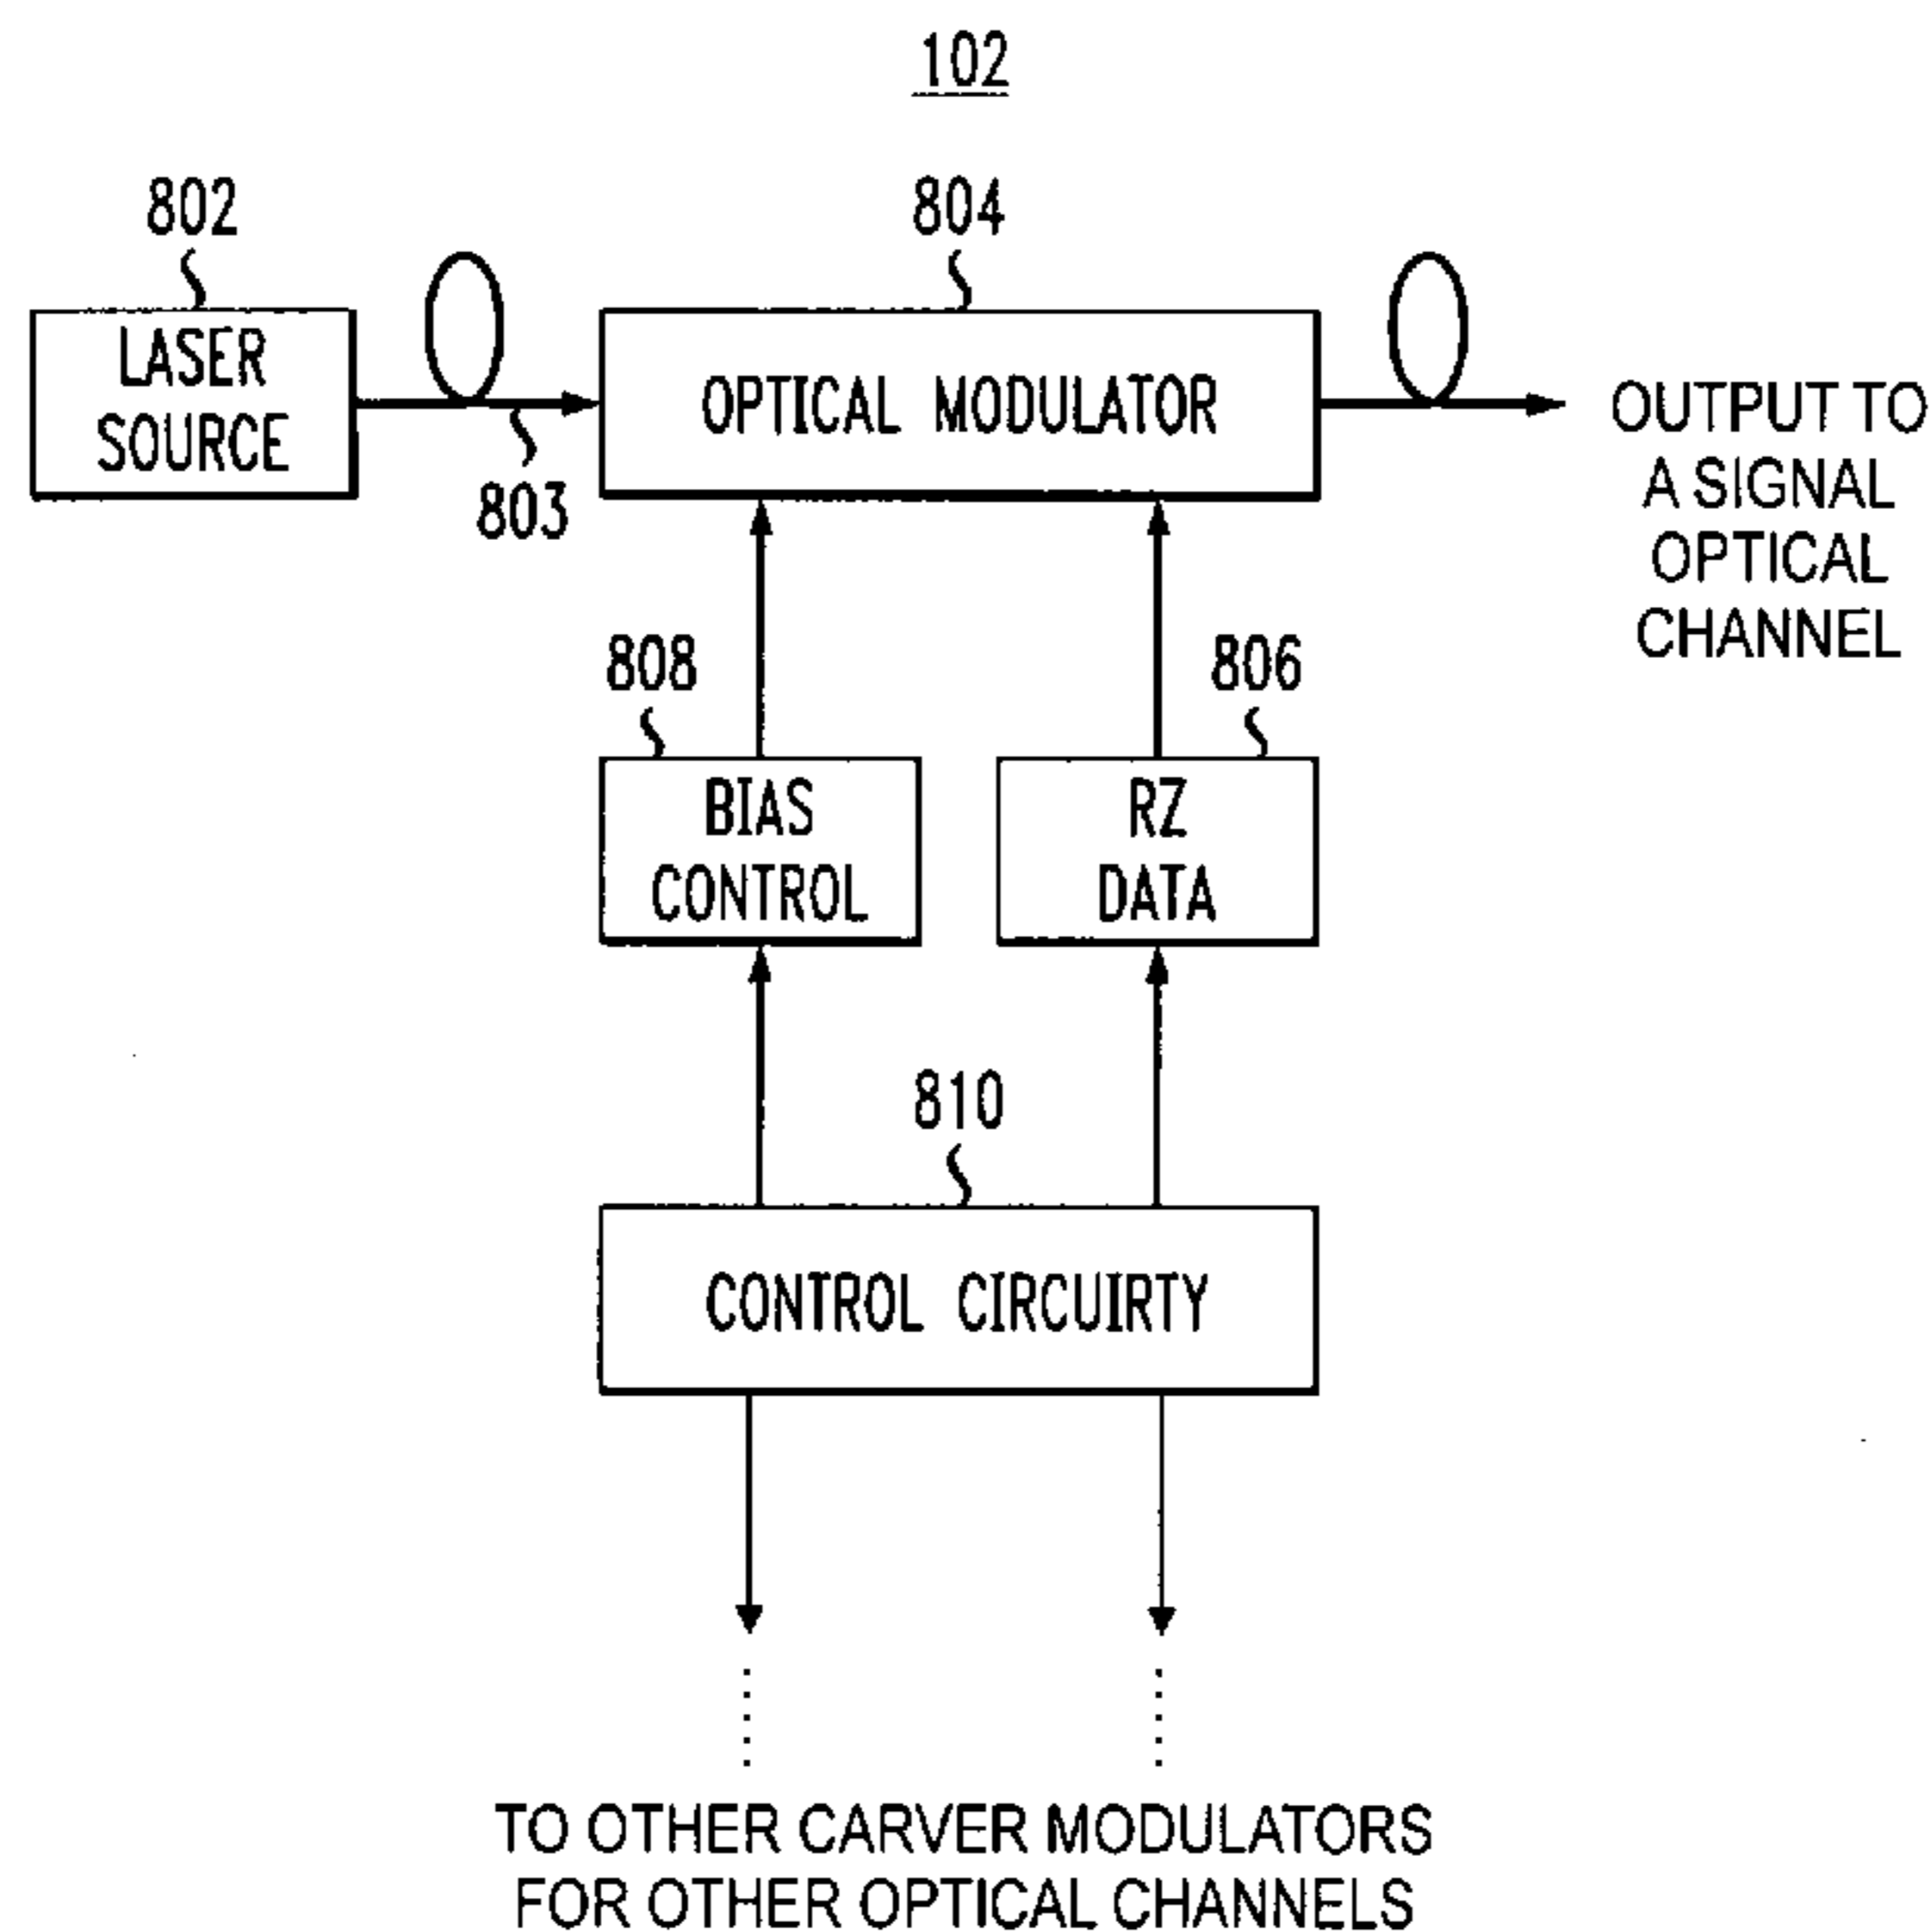 102
802
804
LASER
SOURCE
803
OPTICAL MODULATOR
OUTPUT TO
A SIGNAL
OPTICAL
CHANNEL
808
806
BIAS
CONTROL
RZ
DATA
810
CONTROL CIRCUIRTY
TO OTHER CARVER MODULATORS
FOR OTHER OPTICAL CHANNELS